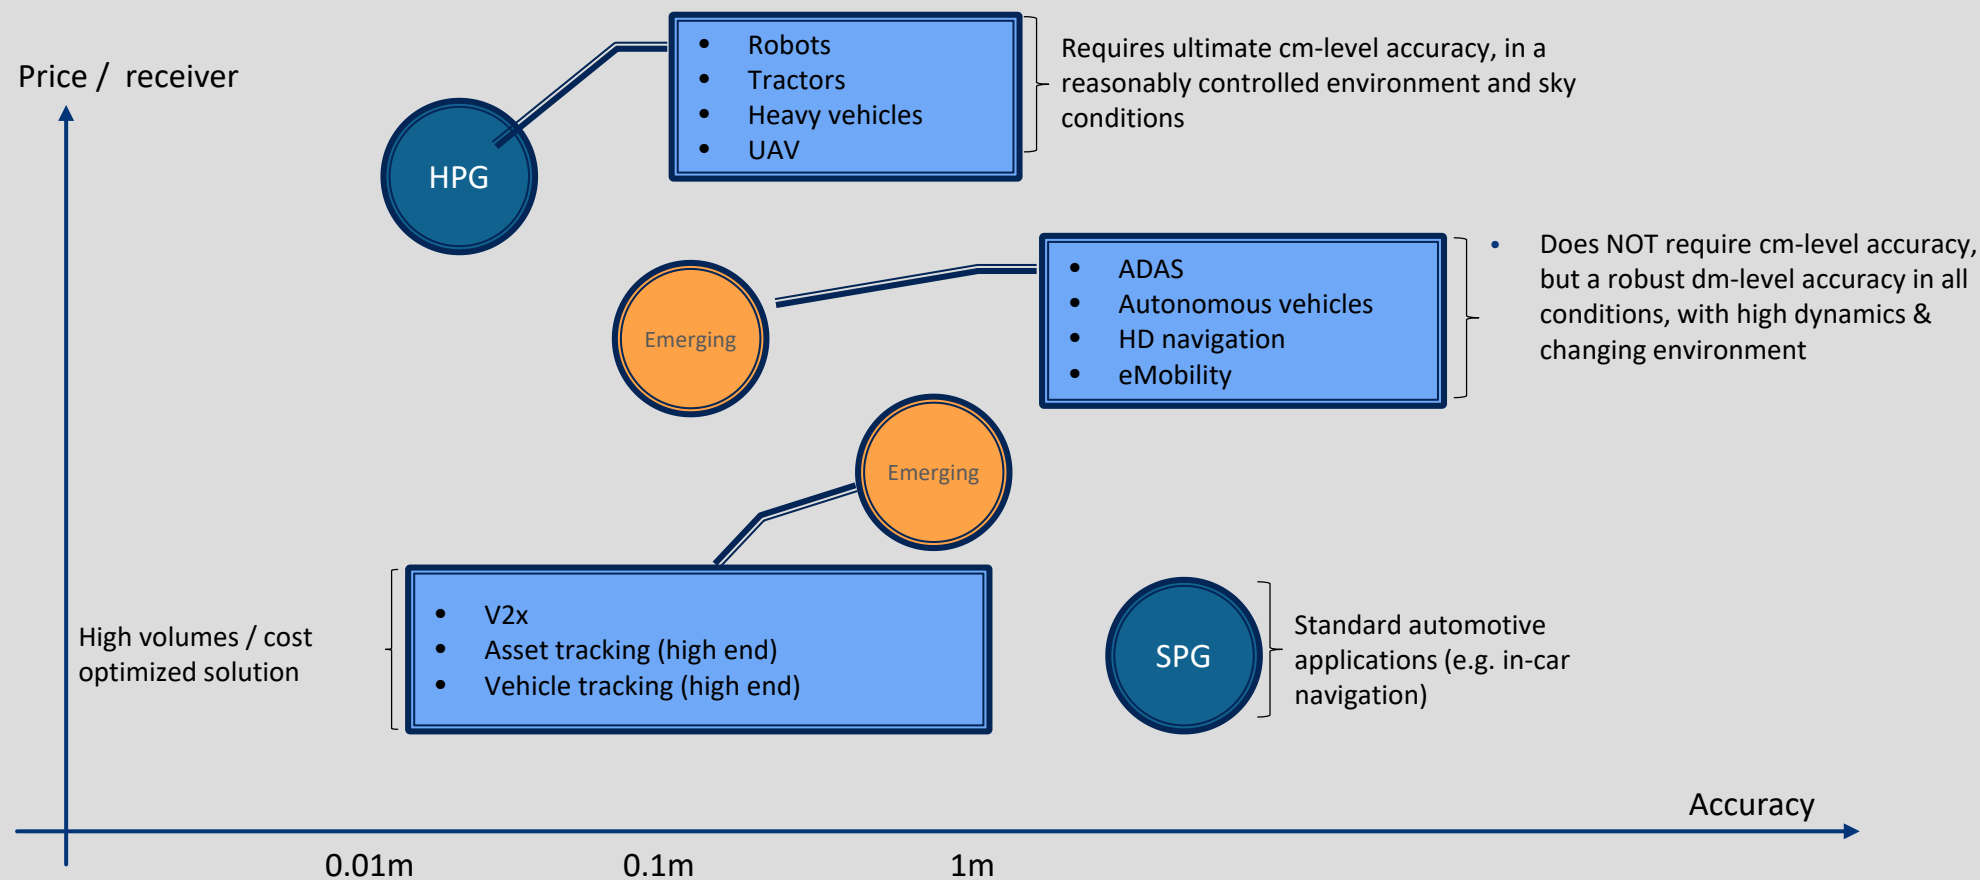 Price /  receiver
HPG
• Robots
• Tractors
• Heavy vehicles
• UAV
Requires ultimate cm-level accuracy, in a
reasonably controlled environment and sky
conditions
Emerging
• ADAS
• Autonomous vehicles
• HD navigation
• eMobility
• Does NOT require cm-level accuracy,
but a robust dm-level accuracy in all
conditions, with high dynamics &
changing environment
Emerging
High volumes / cost
optimized solution
• V2x
• Asset tracking (high end)
• Vehicle tracking (high end)
SPG
Standard automotive
applications (e.g. in-car
navigation)
Accuracy
0.01m
0.1m
1m